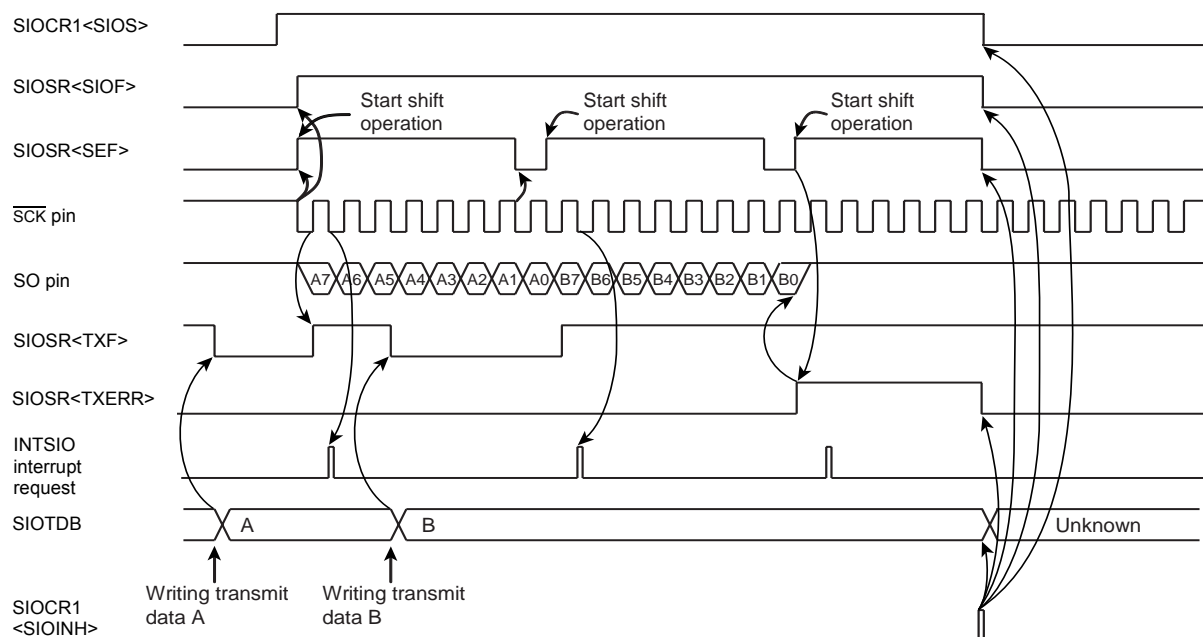 SIOCR1<SIOS>
SIOSR<SIOF>
Start shift
operation
Start shift
operation
Start shift
operation
SIOSR<SEF>
SCK pin
SO pin
A7 A6 A5 A4 A3 A2 A1 A0 B7 B6 B5 B4 B3 B2 B1 B0
SIOSR<TXF>
SIOSR<TXERR>
INTSIO
interrupt
request
SIOTDB
A
B
Unknown
Writing transmit
data A
Writing transmit
data B
SIOCR1
<SIOINH>